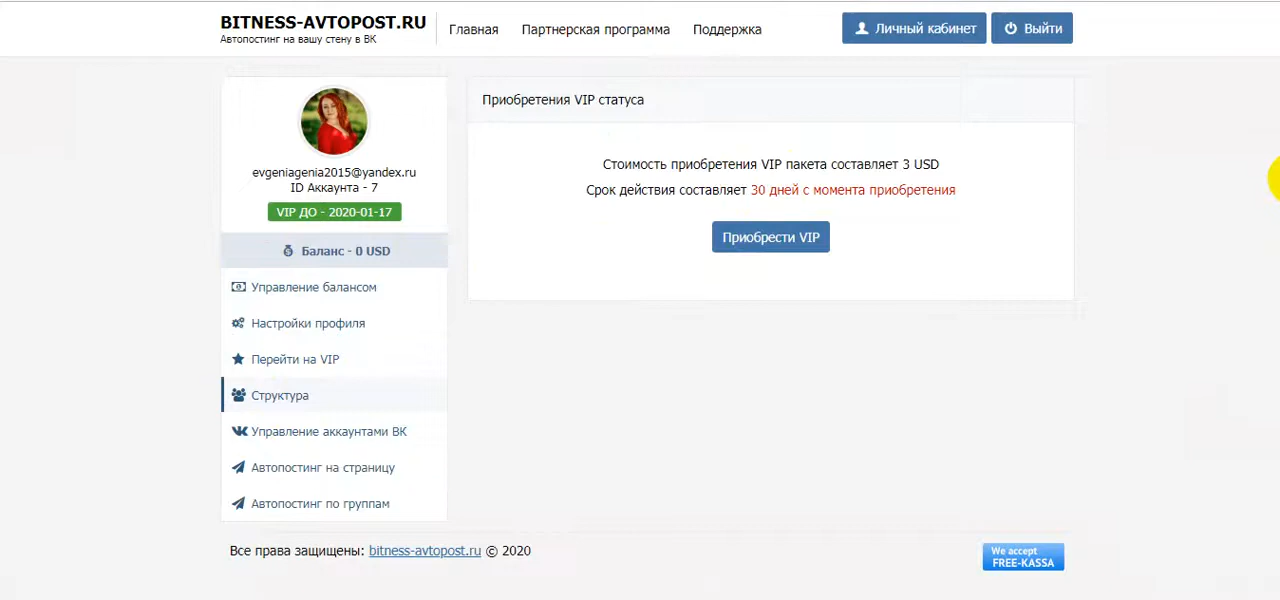 BITNESS-AVTOPOST.RU
Автопостинг на вашу стену в ВК
Главная
Партнерская программа
Поддержка
Личный кабинет
Выйти
evgeniagenia2015@yandex.ru
ID Аккаунта - 7
VIP ДО - 2020-01-17
Баланс - 0 USD
Управление балансом
Настройки профиля
Перейти на VIP
Структура
Управление аккаунтами ВК
Автопостинг на страницу
Автопостинг по группам
Приобретения VIP статуса
Стоимость приобретения VIP пакета составляет 3 USD
Срок действия составляет 30 дней с момента приобретения
Приобрести VIP
Все права защищены: bitness-avtopost.ru © 2020
We accept
FREE-KASSA